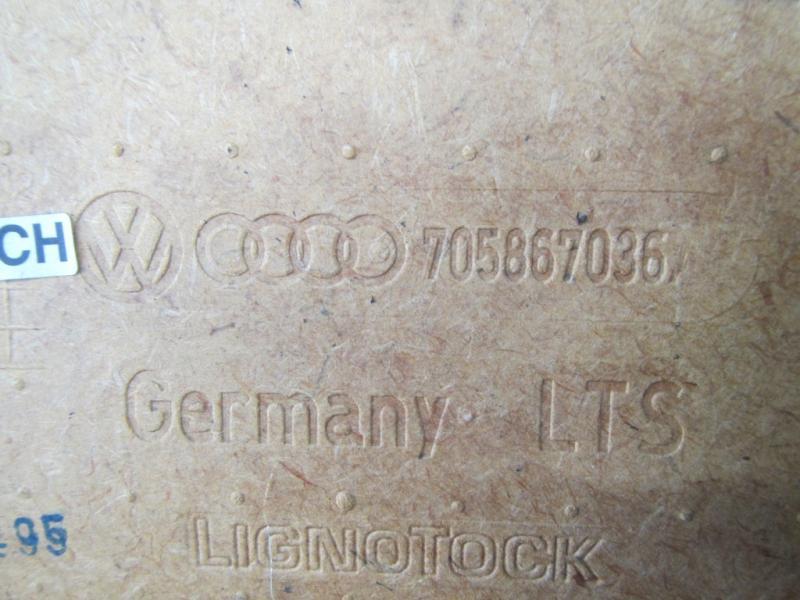 CH
705867036
Germany LTS
95
LIGNOTOCK